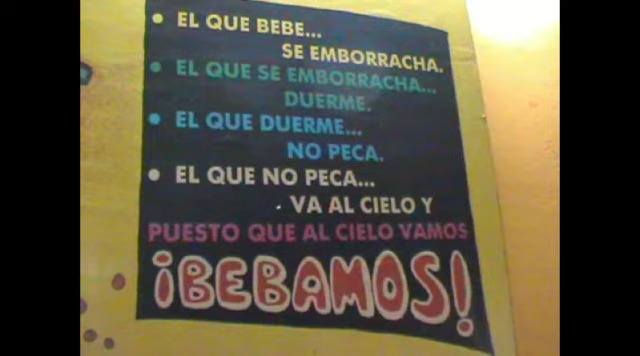 • EL QUE BEBE...
SE EMBORRACHA.
• EL QUE SE EMBORRACHA...
DUERME.
• EL QUE DUERME...
NO PECA.
• EL QUE NO PECA...
VA AL CIELO Y
PUESTO QUE AL CIELO VAMOS
¡BEBAMOS!